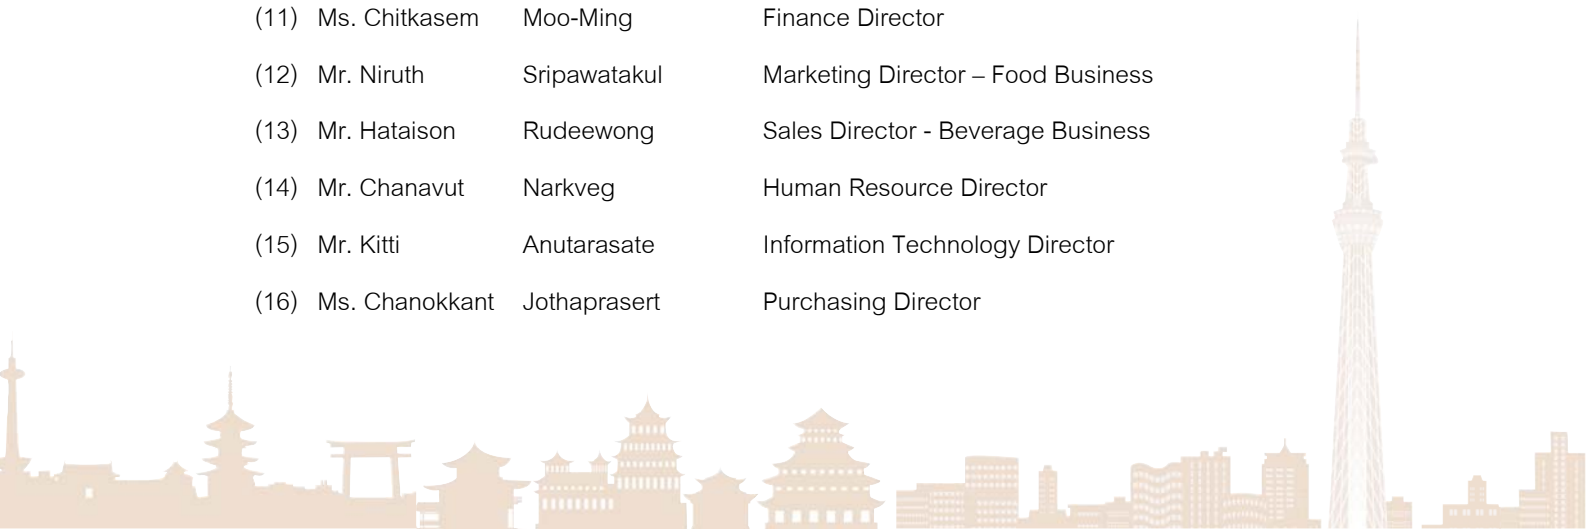 (11) Ms. Chitkasem Moo-Ming Finance Director
(12) Mr. Niruth Sripawatakul Marketing Director – Food Business
(13) Mr. Hataison Rudeewong Sales Director - Beverage Business
(14) Mr. Chanavut Narkveg Human Resource Director
(15) Mr. Kitti Anutarasate Information Technology Director
(16) Ms. Chanokkant Jothaprasert Purchasing Director